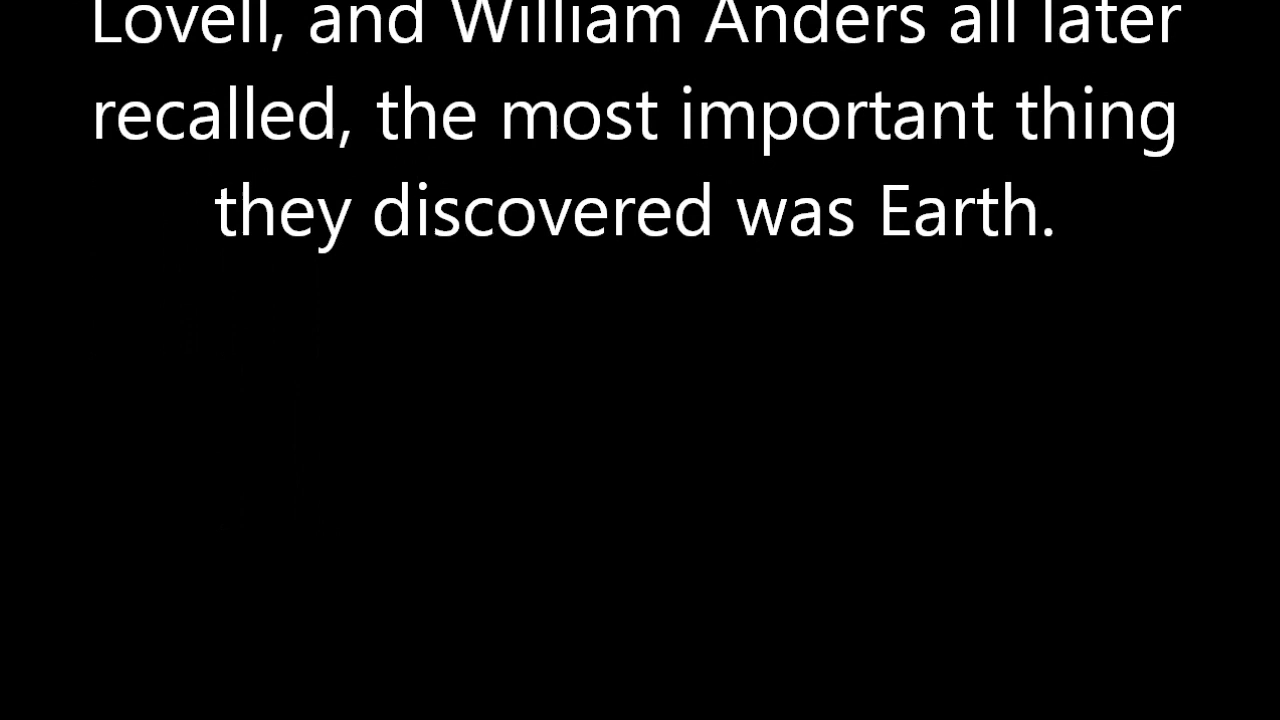 Lovell, and William Anders all later
recalled, the most important thing
they discovered was Earth.